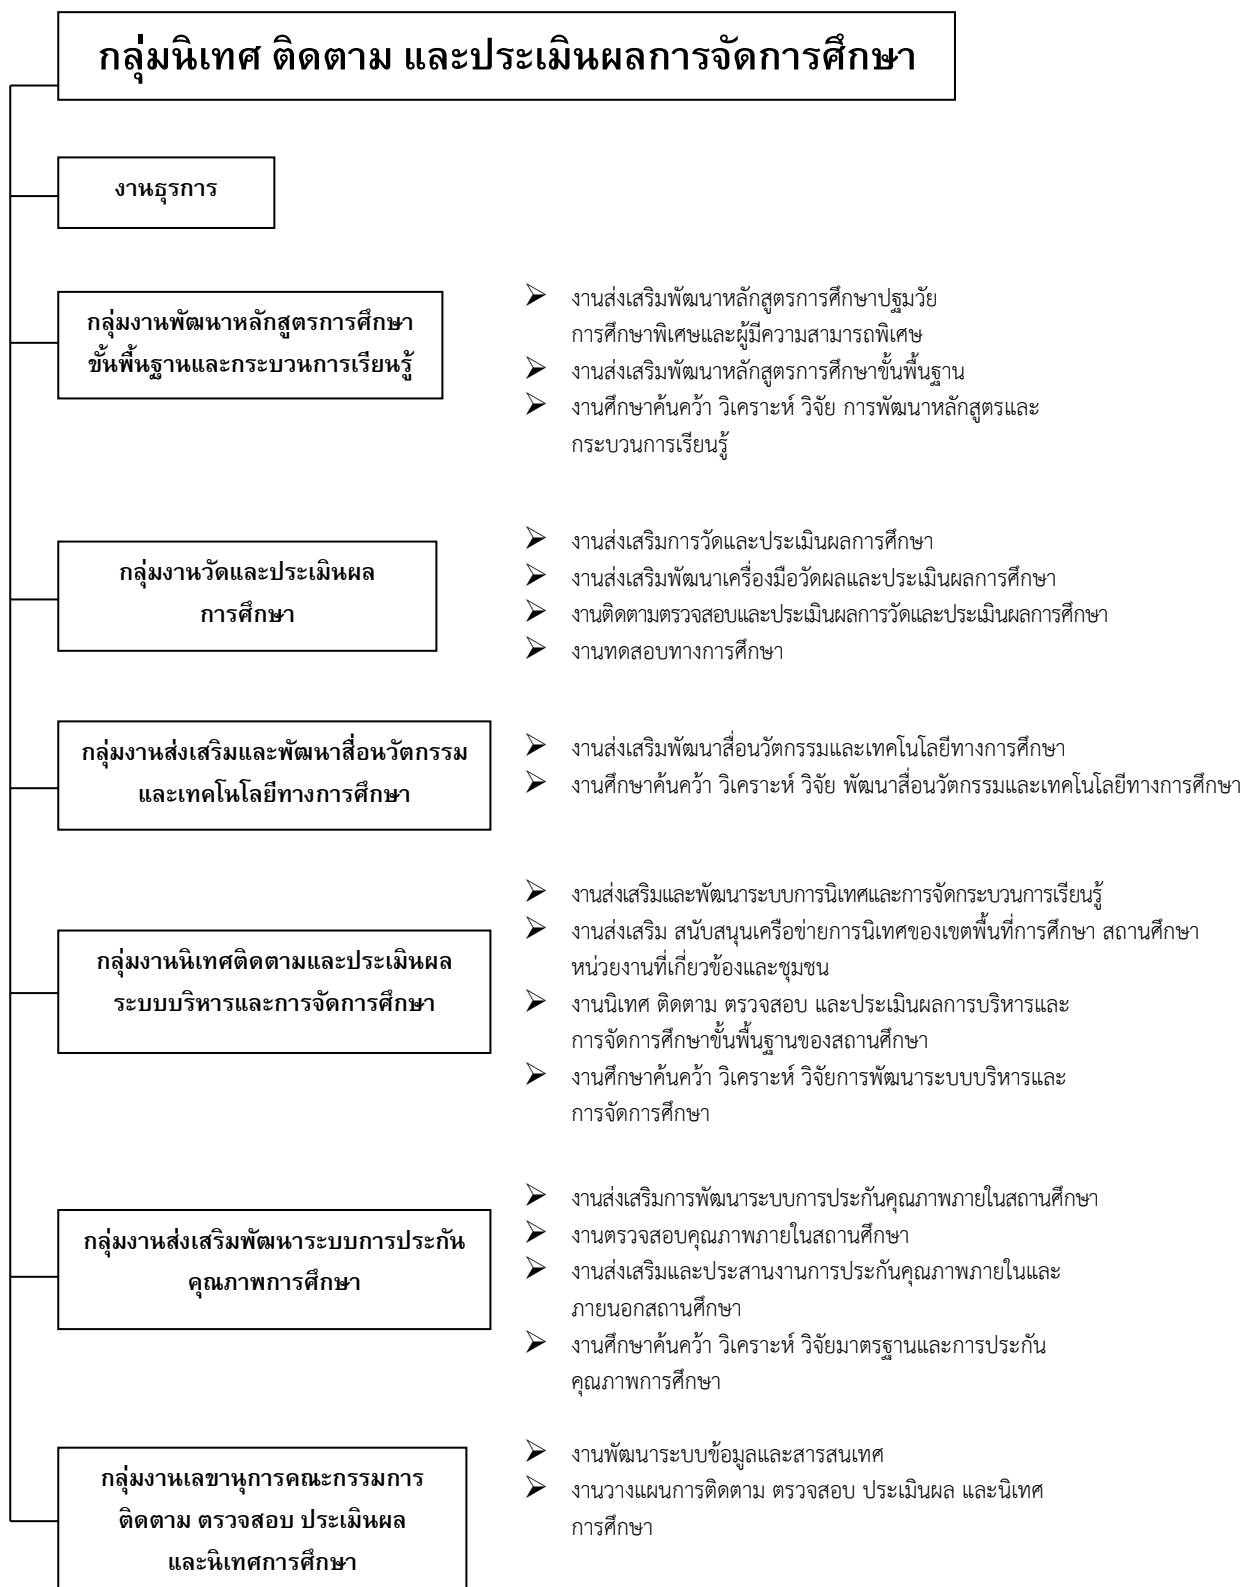 กลุ่มนิเทศ ติดตาม และประเมินผลการจัดการศึกษา
งานธุรการ
กลุ่มงานพัฒนาหลักสูตรการศึกษา
ขั้นพื้นฐานและกระบวนการเรียนรู้
งานส่งเสริมพัฒนาหลักสูตรการศึกษาปฐมวัย
การศึกษาพิเศษและผู้มีความสามารถพิเศษ
งานส่งเสริมพัฒนาหลักสูตรการศึกษาขั้นพื้นฐาน
งานศึกษาค้นคว้า วิเคราะห์ วิจัย การพัฒนาหลักสูตรและ
กระบวนการเรียนรู้
กลุ่มงานวัดและประเมินผล
การศึกษา
งานส่งเสริมการวัดและประเมินผลการศึกษา
งานส่งเสริมพัฒนาเครื่องมือวัดผลและประเมินผลการศึกษา
งานติดตามตรวจสอบและประเมินผลการวัดและประเมินผลการศึกษา
งานทดสอบทางการศึกษา
กลุ่มงานส่งเสริมและพัฒนาสื่อนวัตกรรม
และเทคโนโลยีทางการศึกษา
งานส่งเสริมพัฒนาสื่อนวัตกรรมและเทคโนโลยีทางการศึกษา
งานศึกษาค้นคว้า วิเคราะห์ วิจัย พัฒนาสื่อนวัตกรรมและเทคโนโลยีทางการศึกษา
กลุ่มงานนิเทศติดตามและประเมินผล
ระบบบริหารและการจัดการศึกษา
งานส่งเสริมและพัฒนาระบบการนิเทศและการจัดกระบวนการเรียนรู้
งานส่งเสริม สนับสนุนเครือข่ายการนิเทศของเขตพื้นที่การศึกษา สถานศึกษา
หน่วยงานที่เกี่ยวข้องและชุมชน
งานนิเทศ ติดตาม ตรวจสอบ และประเมินผลการบริหารและ
การจัดการศึกษาขั้นพื้นฐานของสถานศึกษา
งานศึกษาค้นคว้า วิเคราะห์ วิจัยการพัฒนาระบบบริหารและ
การจัดการศึกษา
กลุ่มงานส่งเสริมพัฒนาระบบการประกัน
คุณภาพการศึกษา
งานส่งเสริมการพัฒนาระบบการประกันคุณภาพภายในสถานศึกษา
งานตรวจสอบคุณภาพภายในสถานศึกษา
งานส่งเสริมและประสานงานการประกันคุณภาพภายในและ
ภายนอกสถานศึกษา
งานศึกษาค้นคว้า วิเคราะห์ วิจัยมาตรฐานและการประกัน
คุณภาพการศึกษา
กลุ่มงานเลขานุการคณะกรรมการ
ติดตาม ตรวจสอบ ประเมินผล
และนิเทศการศึกษา
งานพัฒนาระบบข้อมูลและสารสนเทศ
งานวางแผนการติดตาม ตรวจสอบ ประเมินผล และนิเทศ
การศึกษา